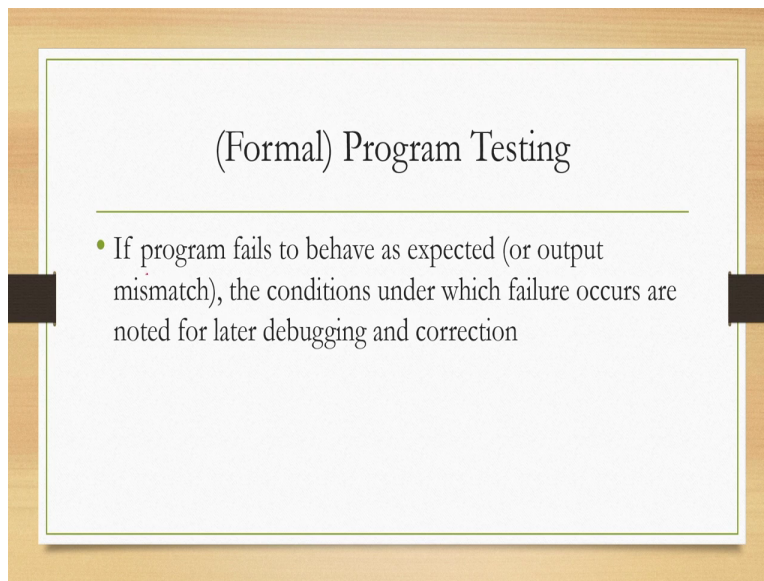 (Formal) Program Testing
• If program fails to behave as expected (or output
mismatch), the conditions under which failure occurs are
noted for later debugging and correction